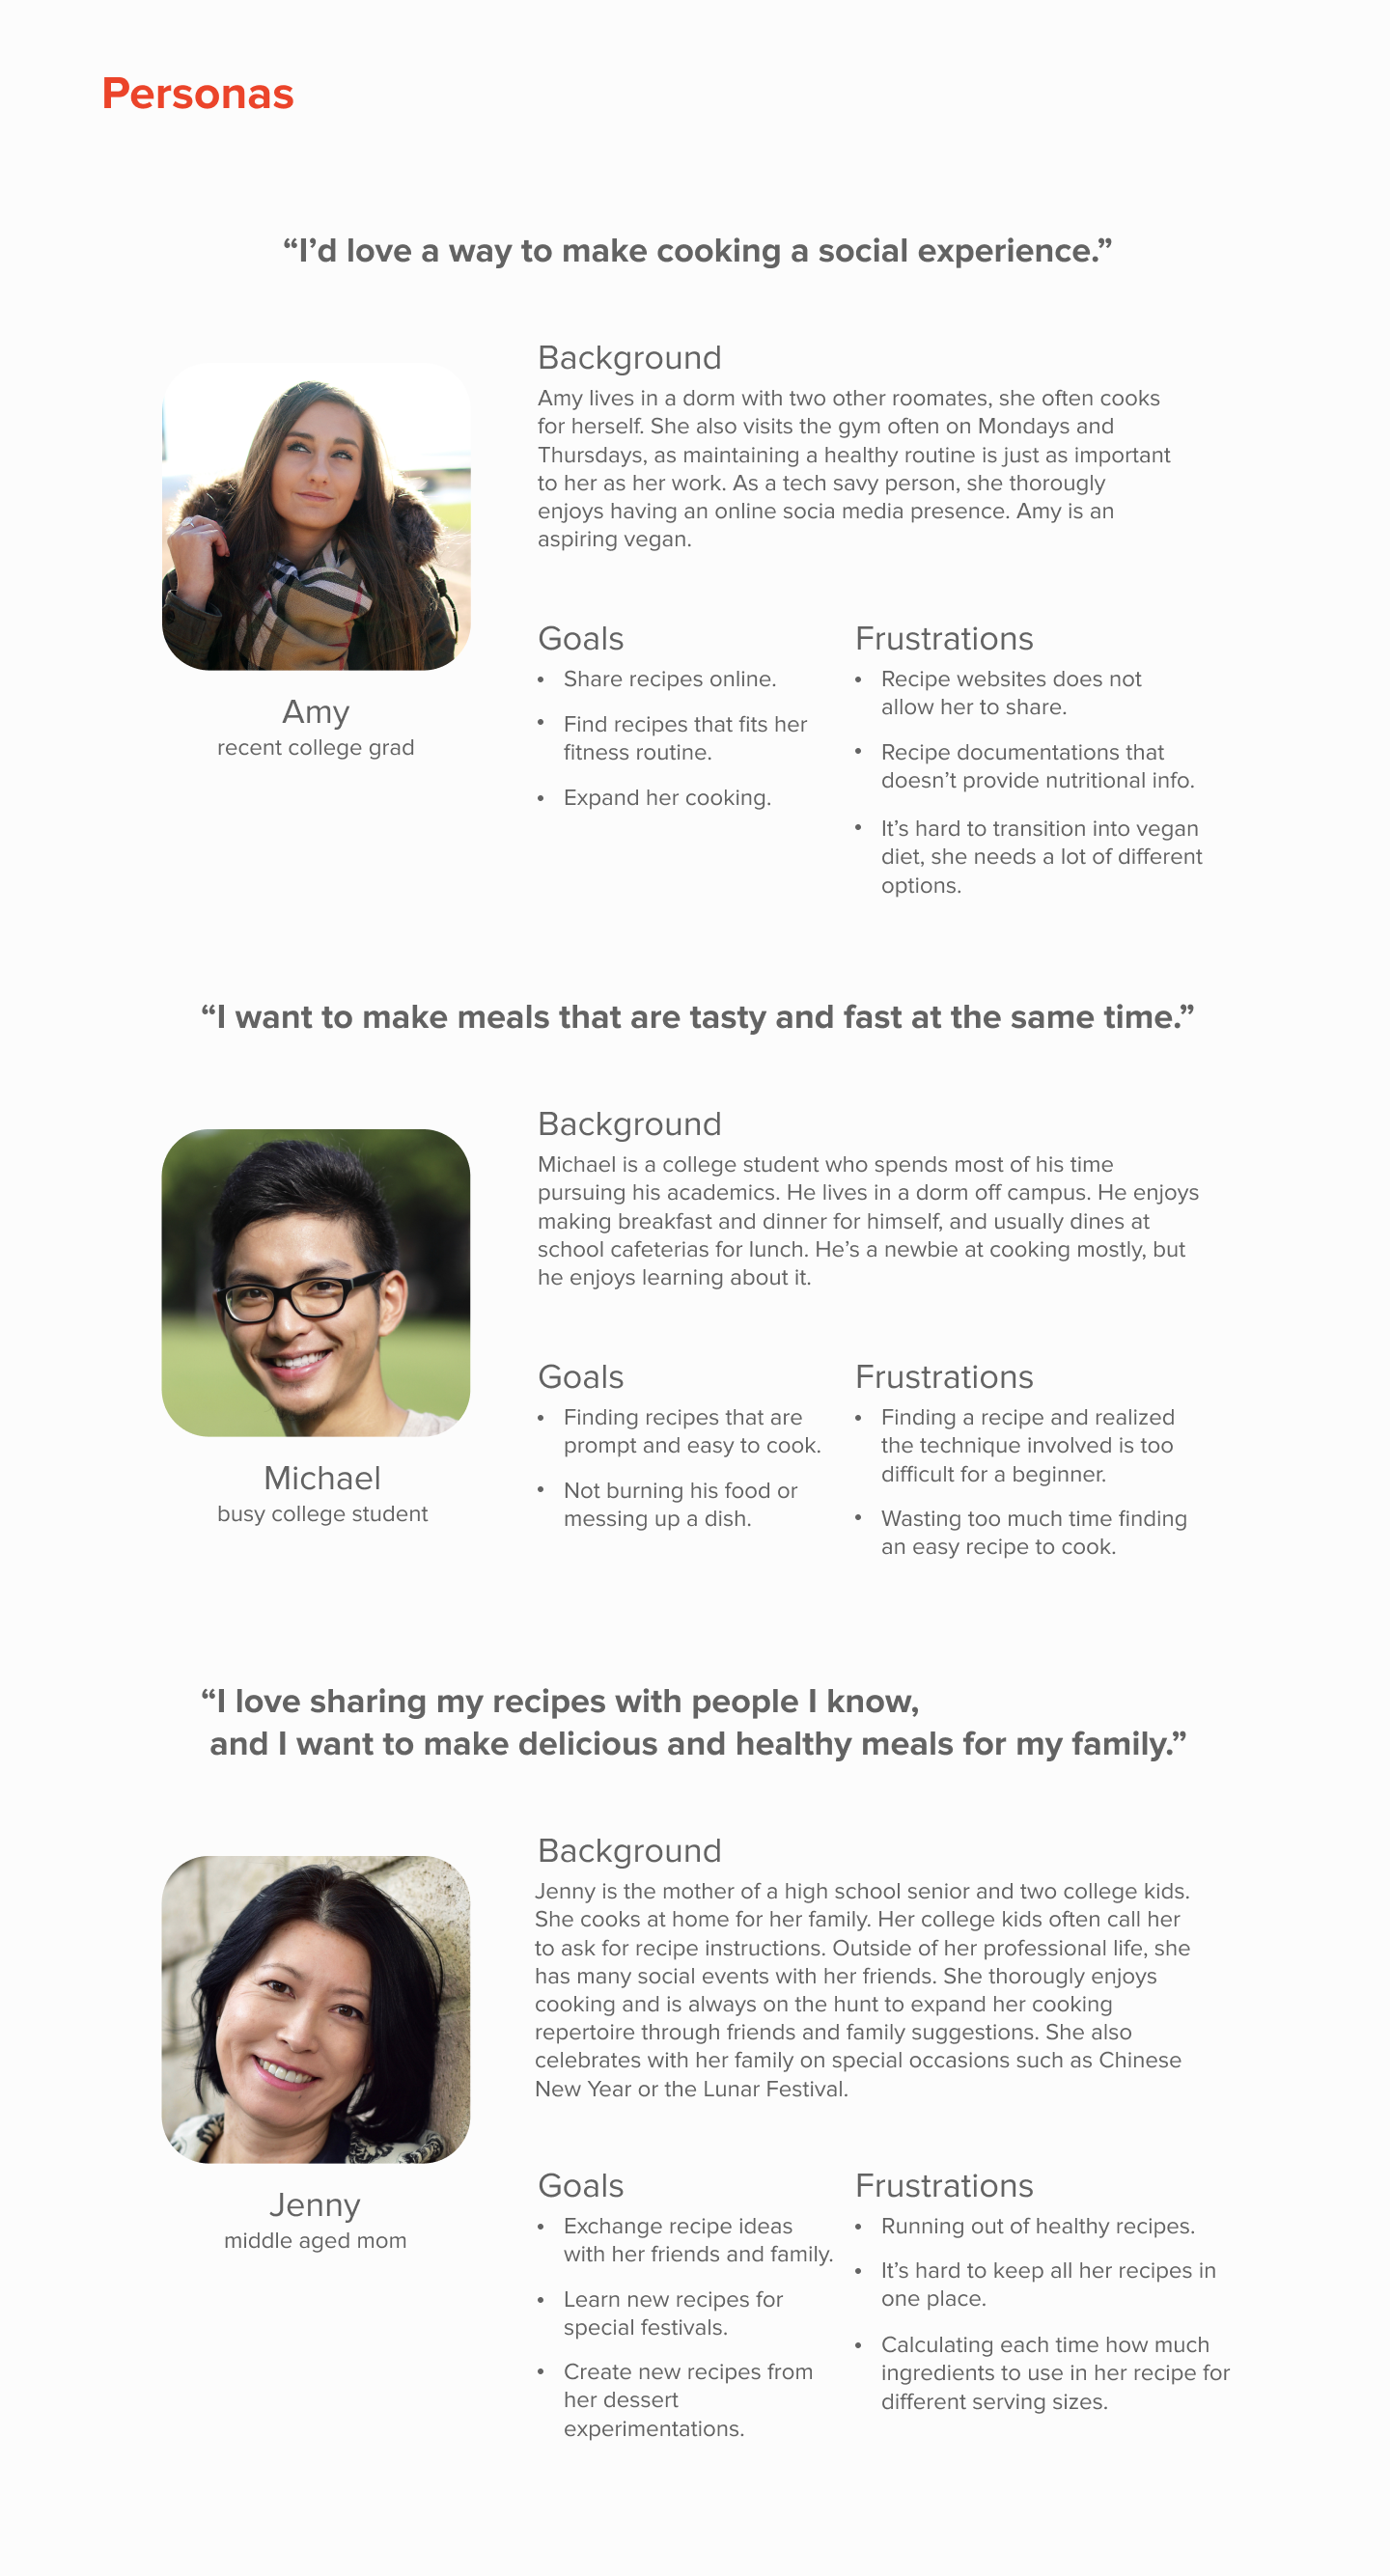 Personas
“I’d love a way to make cooking a social experience.”
Background
Amy lives in a dorm with two other roomates, she often cooks
for herself. She also visits the gym often on Mondays and
Thursdays, as maintaining a healthy routine is just as important
to her as her work. As a tech savy person, she thorougly
enjoys having an online socia media presence. Amy is an
aspiring vegan.
Amy
recent college grad
Goals
• Share recipes online.
• Find recipes that fits her
fitness routine.
• Expand her cooking.
Frustrations
• Recipe websites does not
allow her to share.
• Recipe documentations that
doesn’t provide nutritional info.
• It’s hard to transition into vegan
diet, she needs a lot of different
options.
“I want to make meals that are tasty and fast at the same time.”
Background
Michael is a college student who spends most of his time
pursuing his academics. He lives in a dorm off campus. He enjoys
making breakfast and dinner for himself, and usually dines at
school cafeterias for lunch. He’s a newbie at cooking mostly, but
he enjoys learning about it.
Michael
busy college student
Goals
• Finding recipes that are
prompt and easy to cook.
• Not burning his food or
messing up a dish.
Frustrations
• Finding a recipe and realized
the technique involved is too
difficult for a beginner.
• Wasting too much time finding
an easy recipe to cook.
“I love sharing my recipes with people I know,
and I want to make delicious and healthy meals for my family.”
Background
Jenny is the mother of a high school senior and two college kids.
She cooks at home for her family. Her college kids often call her
to ask for recipe instructions. Outside of her professional life, she
has many social events with her friends. She thorougly enjoys
cooking and is always on the hunt to expand her cooking
repertoire through friends and family suggestions. She also
celebrates with her family on special occasions such as Chinese
New Year or the Lunar Festival.
Jenny
middle aged mom
Goals
• Exchange recipe ideas
with her friends and family.
• Learn new recipes for
special festivals.
• Create new recipes from
her dessert
experimentations.
Frustrations
• Running out of healthy recipes.
• It’s hard to keep all her recipes in
one place.
• Calculating each time how much
ingredients to use in her recipe for
different serving sizes.